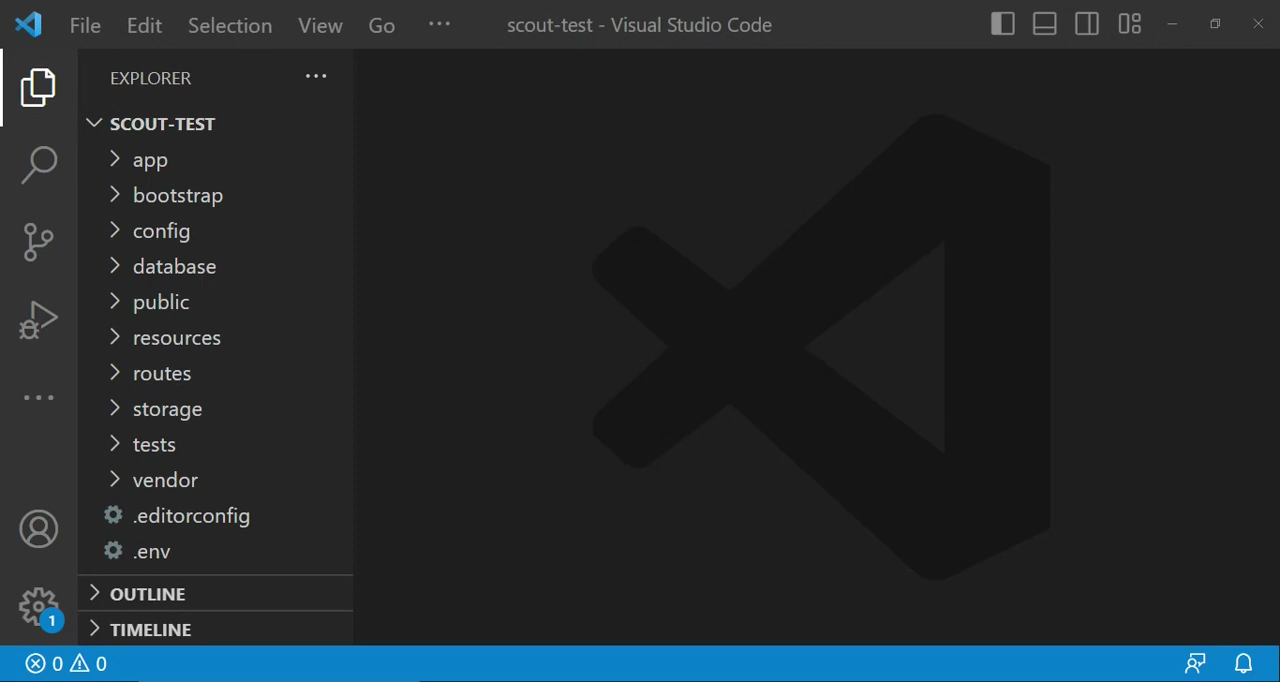 File Edit Selection View Go ··· scout-test - Visual Studio Code
EXPLORER ···
SCOUT-TEST
app
bootstrap
config
database
public
resources
routes
storage
tests
vendor
.editorconfig
.env
OUTLINE
1
TIMELINE
0 0